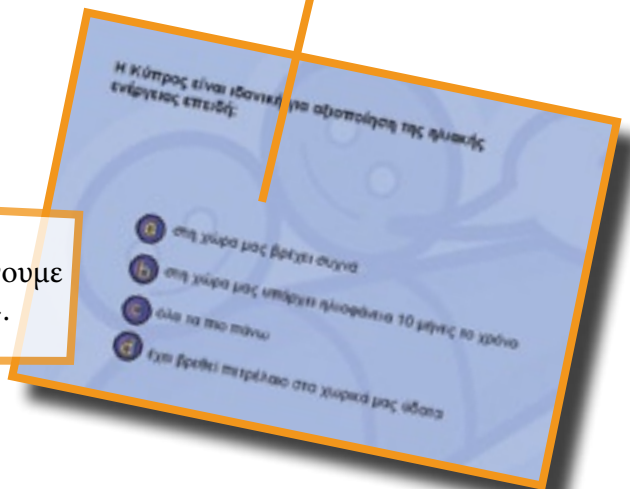 Η Κύπρος είναι ιδανική για αξιοποίηση της ηλιακής
ενέργειας επειδή:
a στη χώρα μας βρέχει συχνά
b στη χώρα μας υπάρχει ηλιοφάνεια 10 μήνες το χρόνο
c όλα τα πιο πάνω
d έχει βρεθεί πετρέλαιο στα χωρικά μας ύδατα
ουμε
.